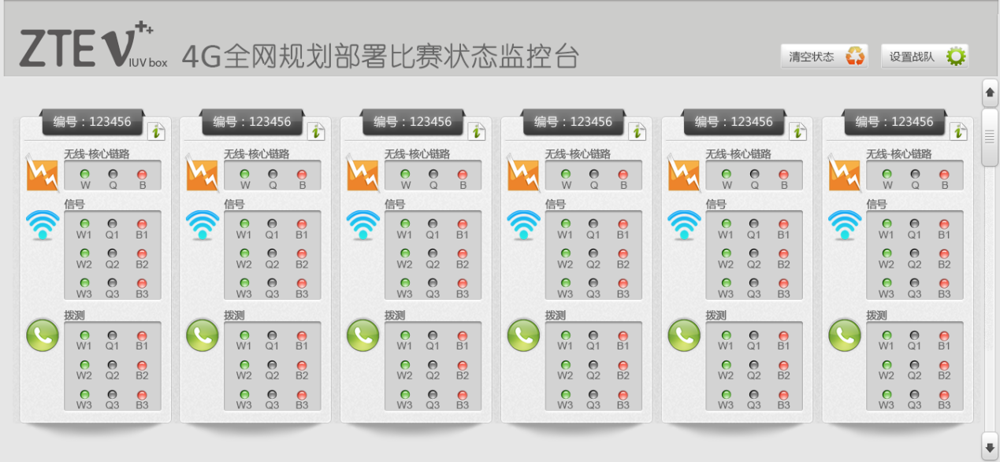 ZTE V++ IUV box 4G全网规划部署比赛状态监控台 清空状态 设置战队
编号：123456 编号：123456 编号：123456 编号：123456 编号：123456 编号：123456
无线-核心链路 无线-核心链路 无线-核心链路 无线-核心链路 无线-核心链路 无线-核心链路
W Q B W Q B W Q B W Q B W Q B W Q B
信号 信号 信号 信号 信号 信号
W1 Q1 B1 W1 Q1 B1 W1 Q1 B1 W1 Q1 B1 W1 Q1 B1 W1 Q1 B1
W2 Q2 B2 W2 Q2 B2 W2 Q2 B2 W2 Q2 B2 W2 Q2 B2 W2 Q2 B2
W3 Q3 B3 W3 Q3 B3 W3 Q3 B3 W3 Q3 B3 W3 Q3 B3 W3 Q3 B3
拨测 拨测 拨测 拨测 拨测 拨测
W1 Q1 B1 W1 Q1 B1 W1 Q1 B1 W1 Q1 B1 W1 Q1 B1 W1 Q1 B1
W2 Q2 B2 W2 Q2 B2 W2 Q2 B2 W2 Q2 B2 W2 Q2 B2 W2 Q2 B2
W3 Q3 B3 W3 Q3 B3 W3 Q3 B3 W3 Q3 B3 W3 Q3 B3 W3 Q3 B3